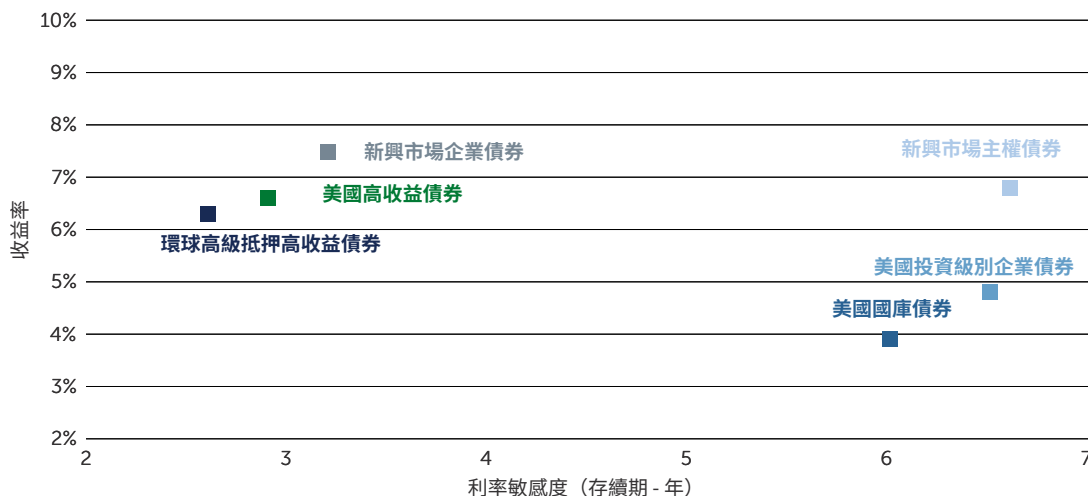 10%
9%
8%
新興市場企業債券
新興市場主權債券
7%
美國高收益債券
6%
環球高級抵押高收益債券
收益率
美國投資級別企業債券
5%
美國國庫債券
4%
3%
2%
2 3 4 5 6 7
利率敏感度（存續期 - 年）